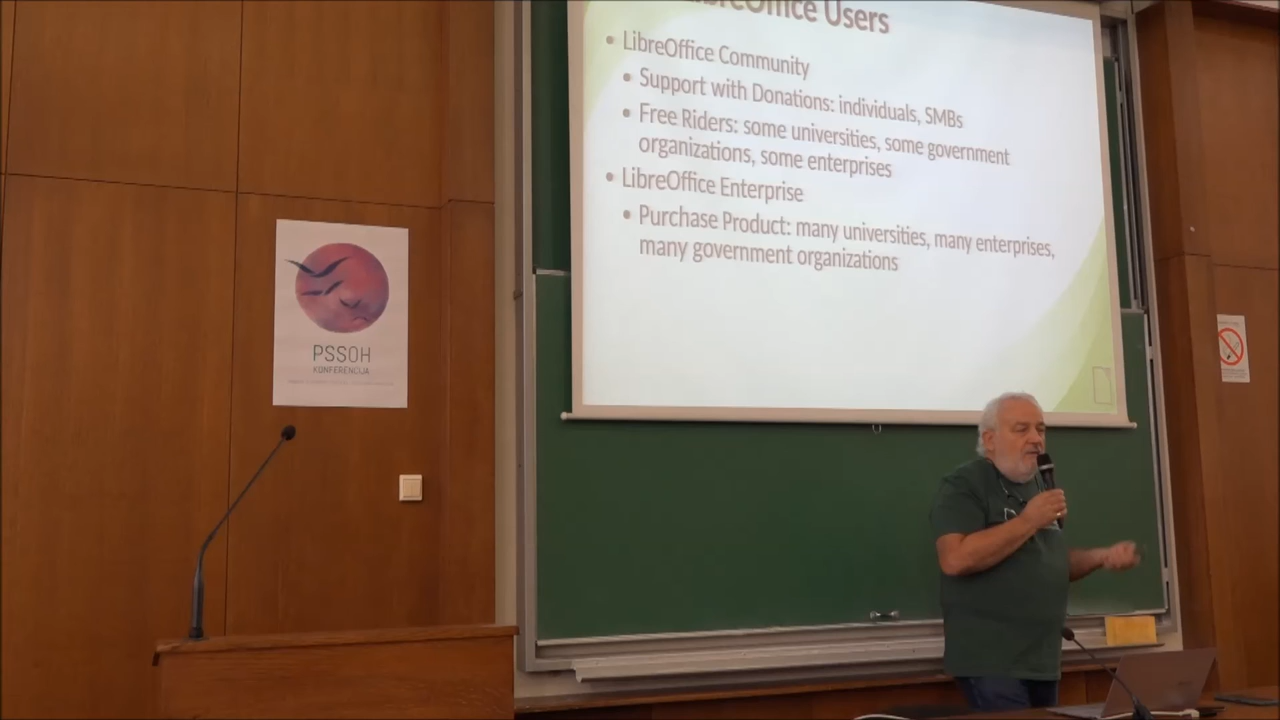 LibreOffice Users
• LibreOffice Community
• Support with Donations: individuals, SMBs
• Free Riders: some universities, some government
organizations, some enterprises
• LibreOffice Enterprise
• Purchase Product: many universities, many enterprises,
many government organizations
PSSOH
KONFERENCIJA